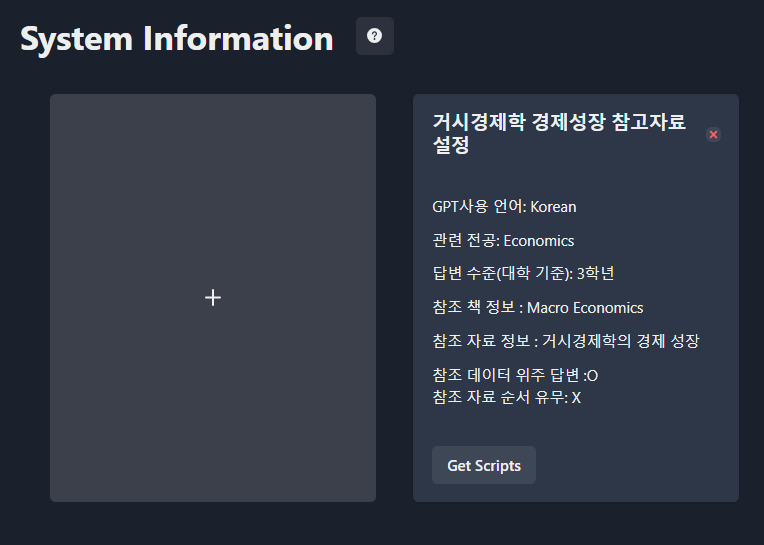 System Information
거시경제학 경제성장 참고자료
설정
GPT사용 언어: Korean
관련 전공: Economics
답변 수준(대학 기준): 3학년
참조 책 정보 : Macro Economics
참조 자료 정보 : 거시경제학의 경제 성장
참조 데이터 위주 답변 :O
참조 자료 순서 유무: X
Get Scripts